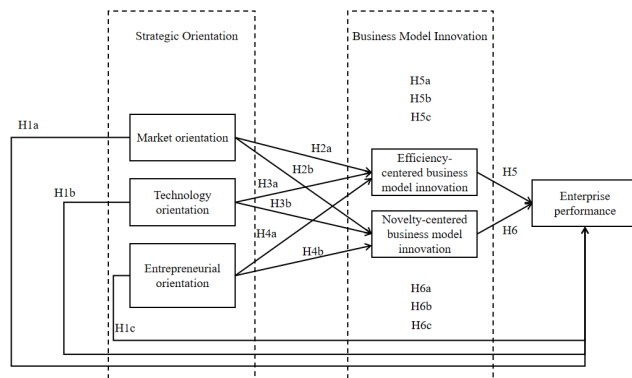 Strategic Orientation
Business Model Innovation
H5a
H5b
H5c
H1a
Market orientation
H2a
H2b
Efficiency-
centered business
model innovation
H5
H1b
Technology
orientation
H3a
H3b
Enterprise
performance
Novelty-centered
business model
innovation
H6
H4a
H4b
Entrepreneurial
orientation
H1c
H6a
H6b
H6c